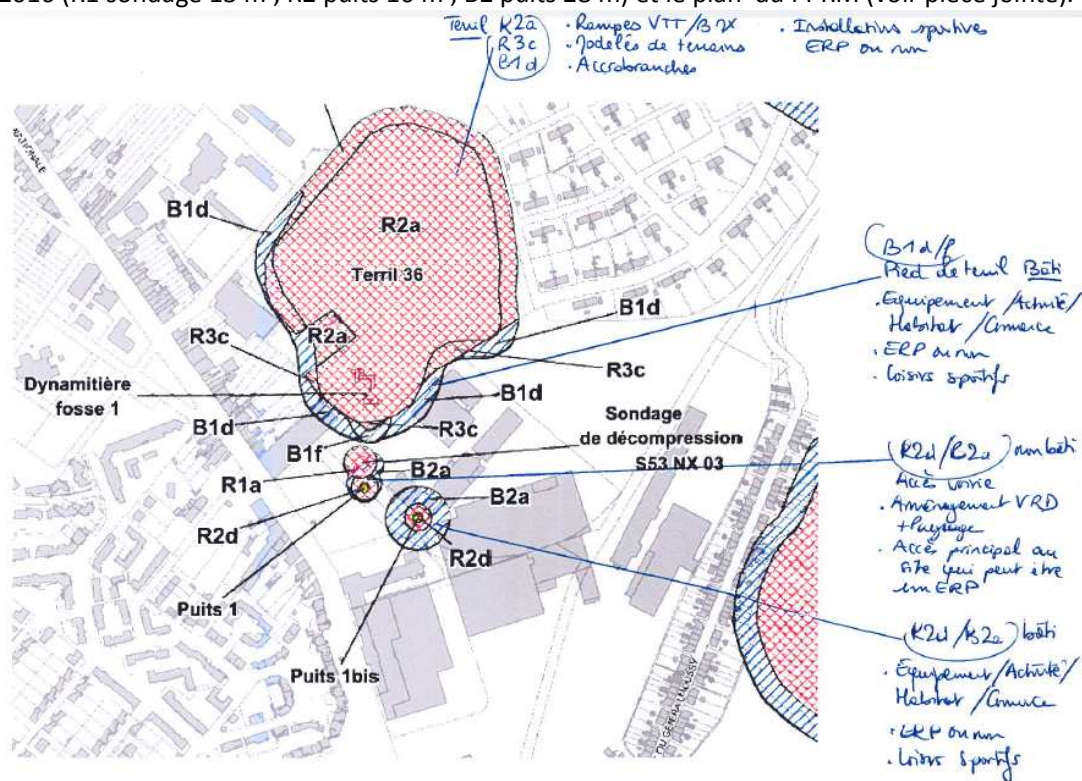 2016 (R1 sondage 15 m ; R2 puits 10 m ; B2 puits 28 m) et le plan du PPRM (voir pièce jointe).
Terril R2a
R3c
B1d
. Rampes VTT/BMX
. Modelés de terrains
. Accrobranches
. Installations sportives
ERP ou non
NATIONALE
B1d
R2a
Terril 36
R2a
R3c
B1d
R3c
Dynamitière
fosse 1
B1d
B1d
R3c
B1f
Sondage
de décompression
S53 NX 03
R1a
B2a
B2a
R2d
R2d
Puits 1
Puits 1bis
DU GÉNÉRAL
B1d/f
Pied de terril Bâti
. Equipement/Activité/
Habitat/Commerce
. ERP ou non
. loisirs sportifs
R2d/B2a non bâti
. Accès voirie
. Aménagement VRD
+ Paysage
. Accès principal au
site qui peut être
un ERP
R2d/B2a bâti
. Equipement/Activité/
Habitat/Commerce
. ERP ou non
. loisirs sportifs